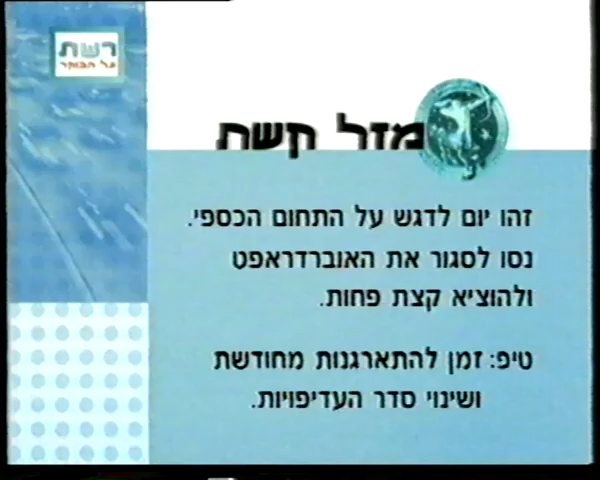 רשת
על הבוקר
מזל קשת
זהו יום לדגש על התחום הכספי.
נסו לסגור את האוברדראפט
ולהוציא קצת פחות.
טיפ: זמן להתארגנות מחודשת
ושינוי סדר העדיפויות.